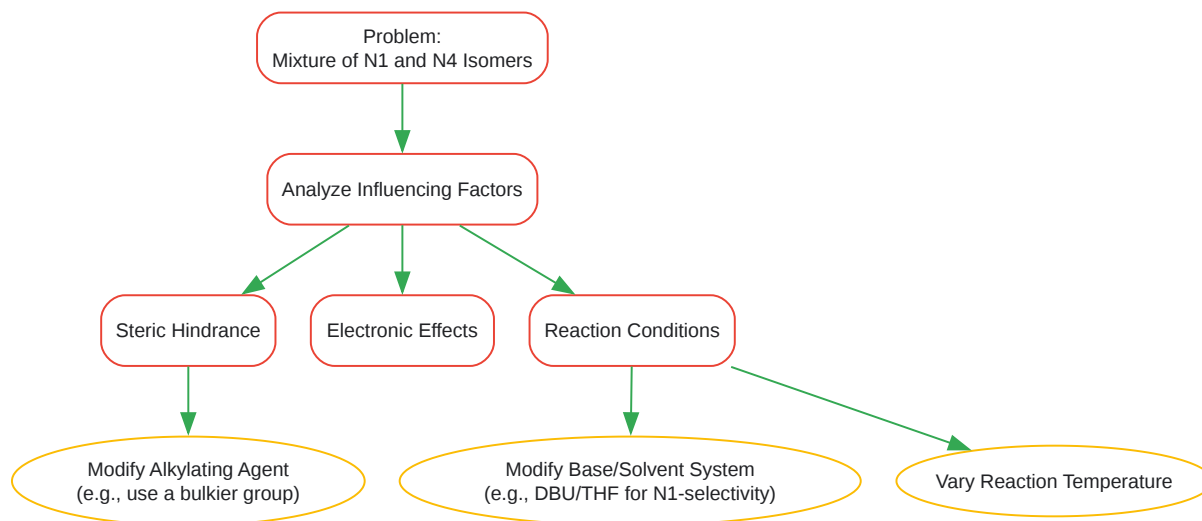 Problem:
Mixture of N1 and N4 Isomers
Analyze Influencing Factors
Steric Hindrance
Electronic Effects
Reaction Conditions
Modify Alkylating Agent
(e.g., use a bulkier group)
Modify Base/Solvent System
(e.g., DBU/THF for N1-selectivity)
Vary Reaction Temperature